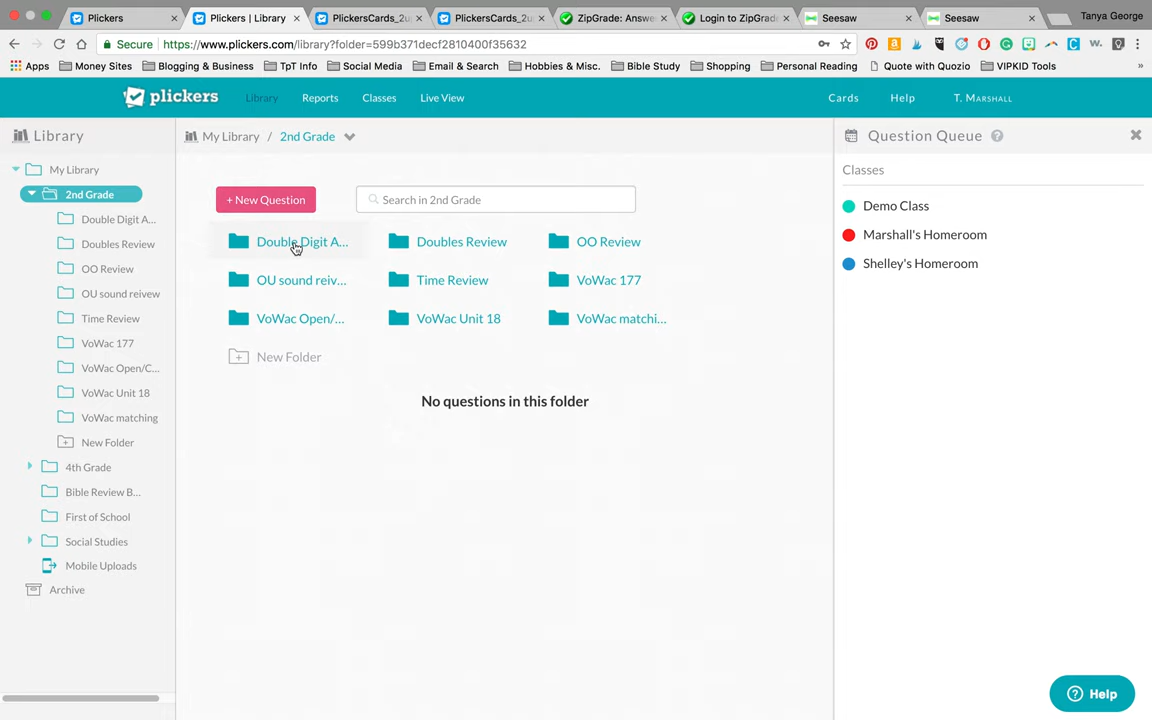 Plickers
Plickers | Library
PlickersCards_2u
PlickersCards_2u
ZipGrade: Answe
Login to ZipGrad
Seesaw
Seesaw
Tanya George
Secure
https://www.plickers.com/library?folder=599b371decf2810400f35632
Apps
Money Sites
Blogging & Business
TpT Info
Social Media
Email & Search
Hobbies & Misc.
Bible Study
Shopping
Personal Reading
Quote with Quozio
VIPKID Tools
»
plickers
Library
Reports
Classes
Live View
Cards
Help
T. MARSHALL
Library
My Library / 2nd Grade
Question Queue ?
My Library
2nd Grade
Double Digit A...
Doubles Review
OO Review
OU sound reivew
Time Review
VoWac 177
VoWac Open/C...
VoWac Unit 18
VoWac matching
New Folder
4th Grade
Bible Review B...
First of School
Social Studies
Mobile Uploads
Archive
+ New Question
Search in 2nd Grade
Double Digit A...
Doubles Review
OO Review
OU sound reiv...
Time Review
VoWac 177
VoWac Open/...
VoWac Unit 18
VoWac matchi...
New Folder
No questions in this folder
Classes
Demo Class
Marshall's Homeroom
Shelley's Homeroom
? Help